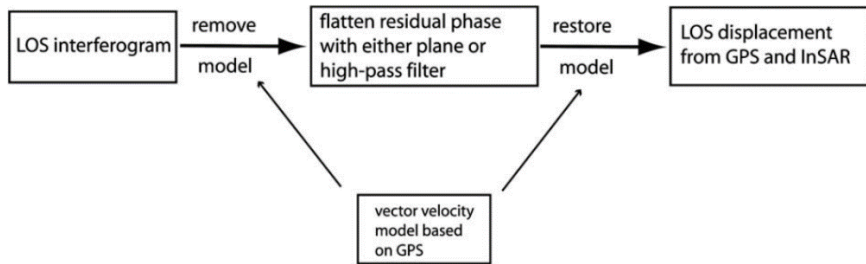 LOS interferogram
remove
model
flatten residual phase
with either plane or
high-pass filter
restore
model
LOS displacement
from GPS and InSAR
vector velocity
model based
on GPS